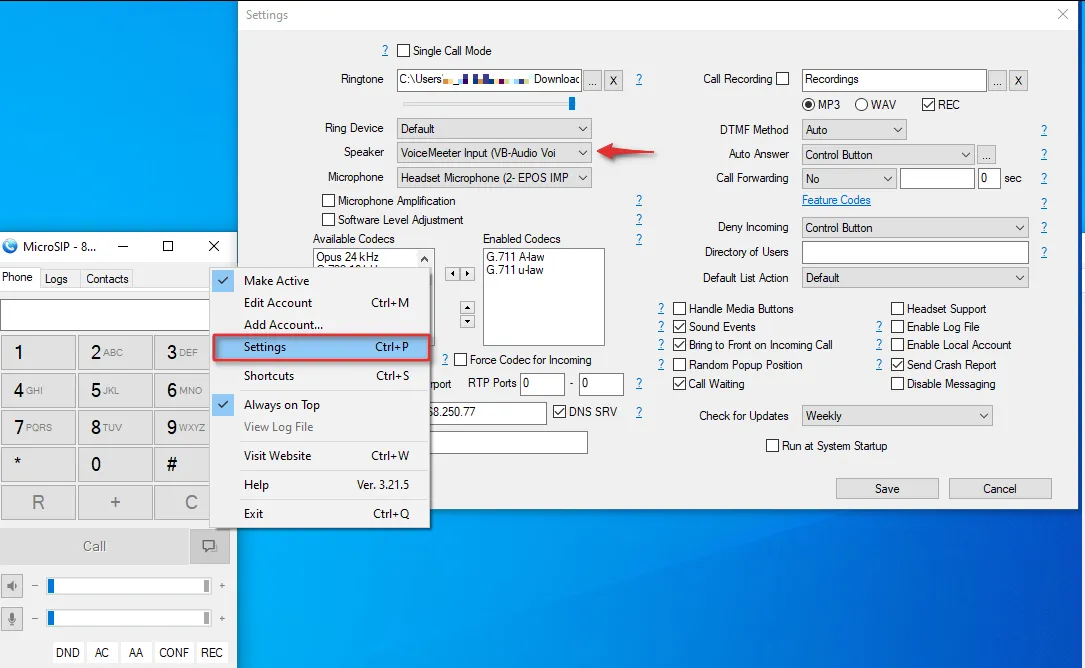 Settings
? Single Call Mode
Ringtone C:\Users\ Downloac ... X ?
Ring Device Default
Speaker VoiceMeeter Input (VB-Audio Voi
Microphone Headset Microphone (2- EPOS IMP
Microphone Amplification ?
Software Level Adjustment ?
Available Codecs Enabled Codecs ?
Opus 24 kHz
G.711 A-law
G.711 u-law
? Force Codec for Incoming
port RTP Ports 0 - 0 ?
68.250.77 DNS SRV ?
Call Recording Recordings ... X
MP3 WAV REC
DTMF Method Auto ?
Auto Answer Control Button ... ?
Call Forwarding No 0 sec ?
Feature Codes ?
Deny Incoming Control Button ?
Directory of Users ?
Default List Action Default
? Handle Media Buttons Headset Support
? Sound Events ? Enable Log File
? Bring to Front on Incoming Call ? Enable Local Account
? Random Popup Position ? Send Crash Report
Call Waiting Disable Messaging
Check for Updates Weekly
Run at System Startup
Save Cancel
MicroSIP - 8...
Phone Logs Contacts
1 2 ABC 3 DEF
4 GHI 5 JKL 6 MNO
7 PQRS 8 TUV 9 WXYZ
* 0 #
R + C
Call
- +
- +
DND AC AA CONF REC
Make Active
Edit Account Ctrl+M
Add Account...
Settings Ctrl+P
Shortcuts Ctrl+S
Always on Top
View Log File
Visit Website Ctrl+W
Help Ver. 3.21.5
Exit Ctrl+Q